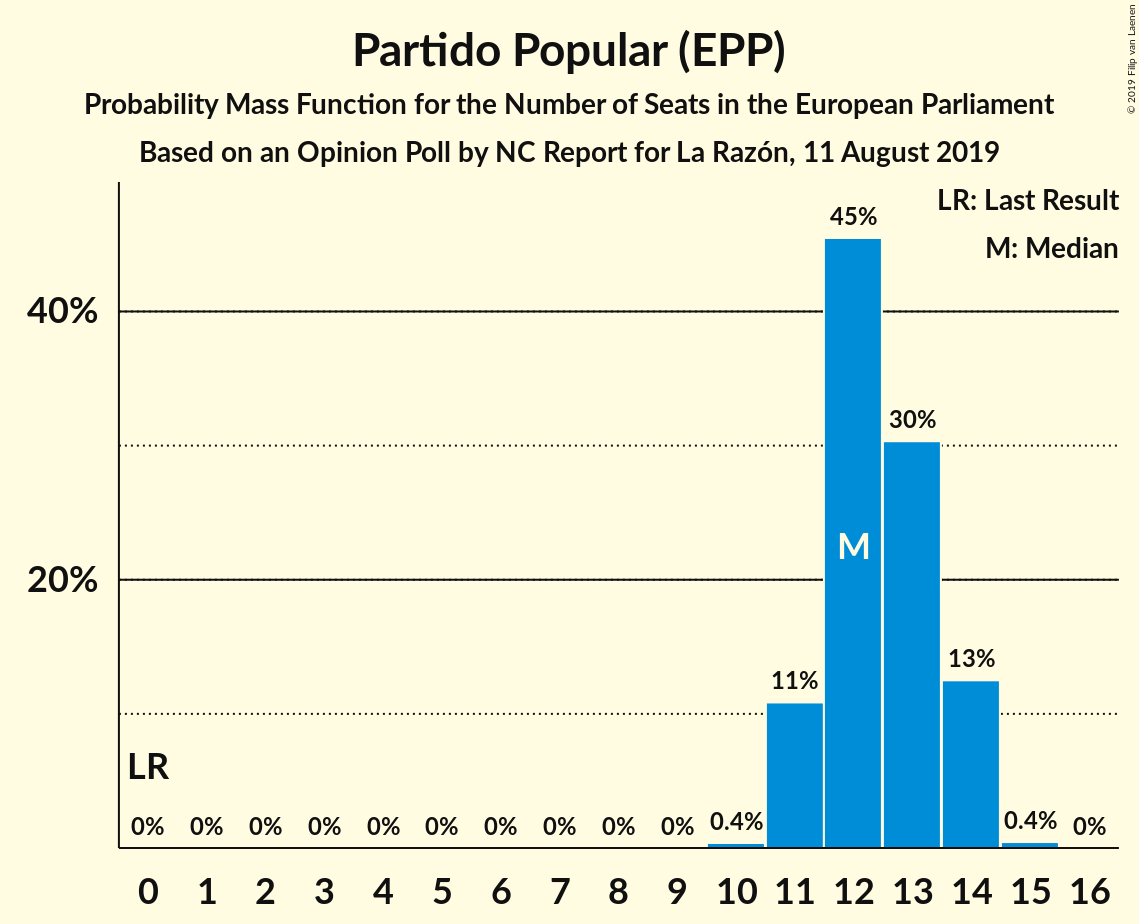 Partido Popular (EPP)
Probability Mass Function for the Number of Seats in the European Parliament
Based on an Opinion Poll by NC Report for La Razón, 11 August 2019
© 2019 Filip van Laenen
LR: Last Result
M: Median
45%
40%
30%
M
20%
13%
11%
LR
0% 0% 0% 0% 0% 0% 0% 0% 0% 0% 0.4% 0.4% 0%
0 1 2 3 4 5 6 7 8 9 10 11 12 13 14 15 16